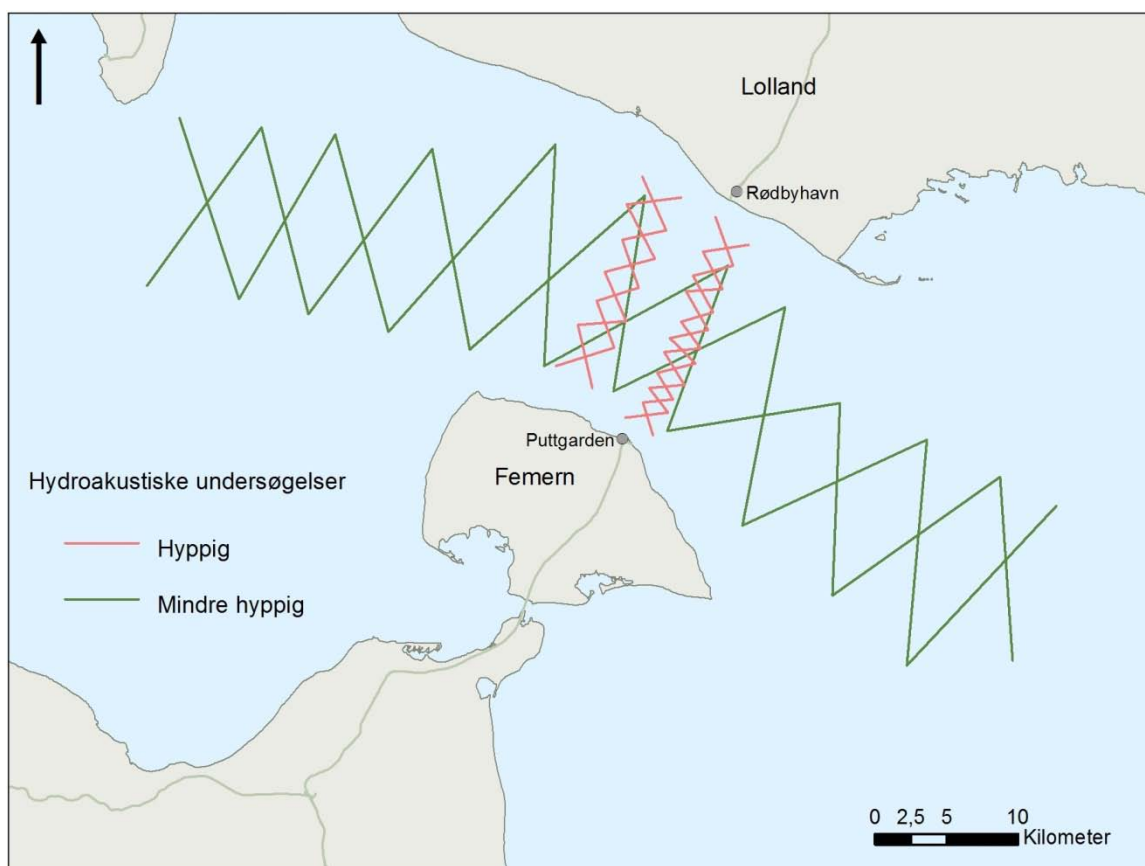 Lolland
Rødbyhavn
Puttgarden
Femern
Hydroakustiske undersøgelser
Hyppig
Mindre hyppig
0 2,5 5 10
Kilometer